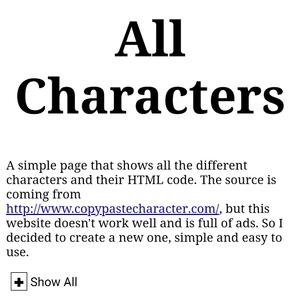 All
Characters
A simple page that shows all the different
characters and their HTML code. The source is
coming from
http://www.copypastecharacter.com/, but this
website doesn't work well and is full of ads. So I
decided to create a new one, simple and easy to
use.
Show All